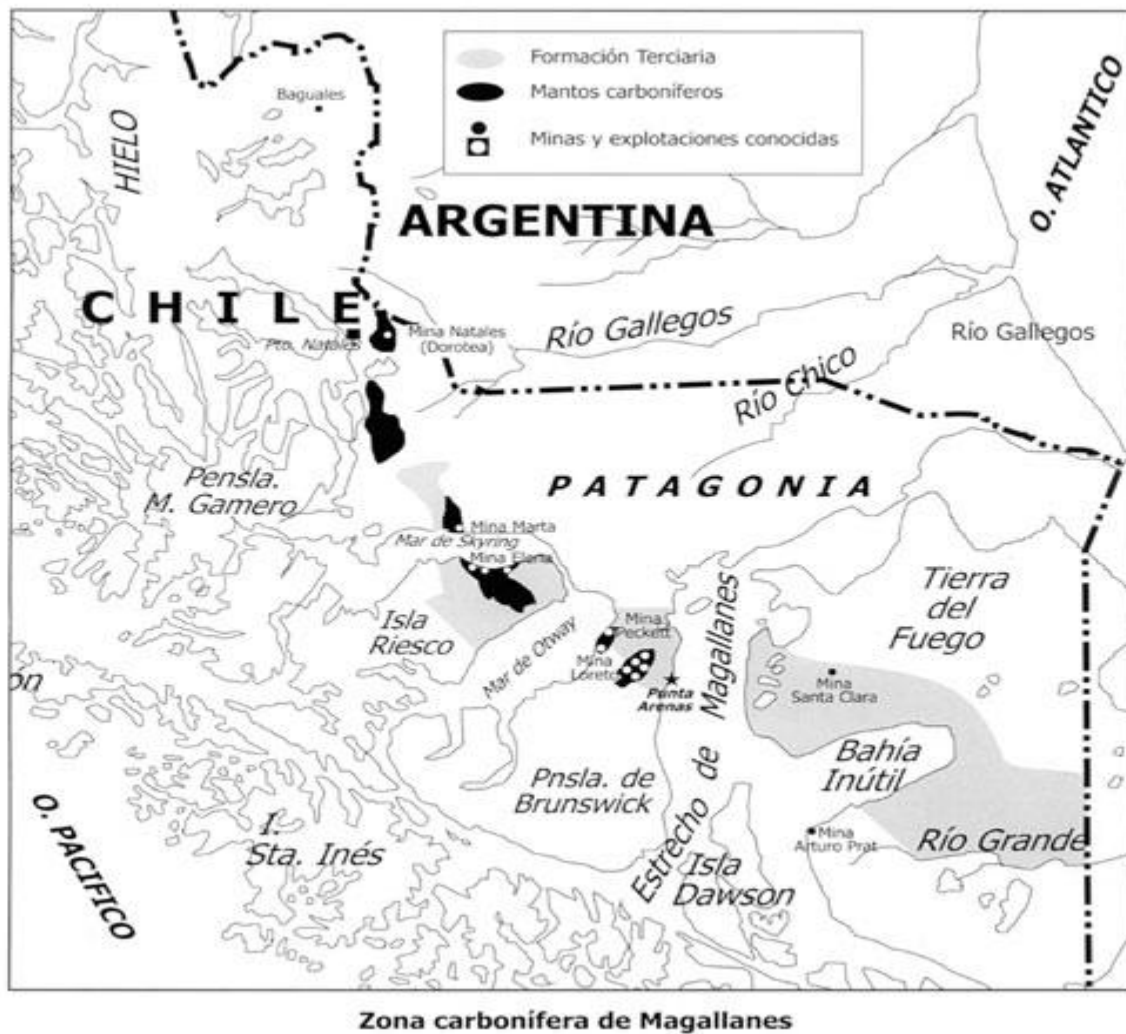 Formación Terciaria
Mantos carboníferos
Minas y explotaciones conocidas
Baguales
HIELO
O. ATLANTICO
ARGENTINA
CHILE
Pto. Natales
Mina Natales
(Dorotea)
Río Gallegos
Río Gallegos
Río Chico
PATAGONIA
Pensla.
M. Gamero
Mina Marta
Mar de Skyring
Mina Elena
Isla
Riesco
Mar de Otway
Mina
Peckett
Mina
Loreto
Punta
Arenas
Estrecho de Magallanes
Tierra
del
Fuego
Mina
Santa Clara
Bahía
Inútil
Pnsla. de
Brunswick
Mina
Arturo Prat
Río Grande
Isla
Dawson
I.
Sta. Inés
O. PACIFICO
Zona carbonífera de Magallanes